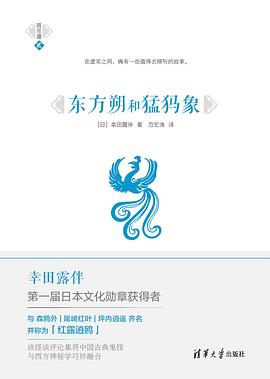 朔月谭 贰
在虚实之间，确有一些值得去倾听的故事。
东方朔和猛犸象
［日］幸田露伴 著 范宏涛 译
幸田露伴
第一届日本文化勋章获得者
与 森鸥外 | 尾崎红叶 | 坪内逍遥 齐名
并称为「红露逍鸥」
该怪谈评论集将中国古典鬼怪
与西方神秘学巧妙融合
清华大学出版社